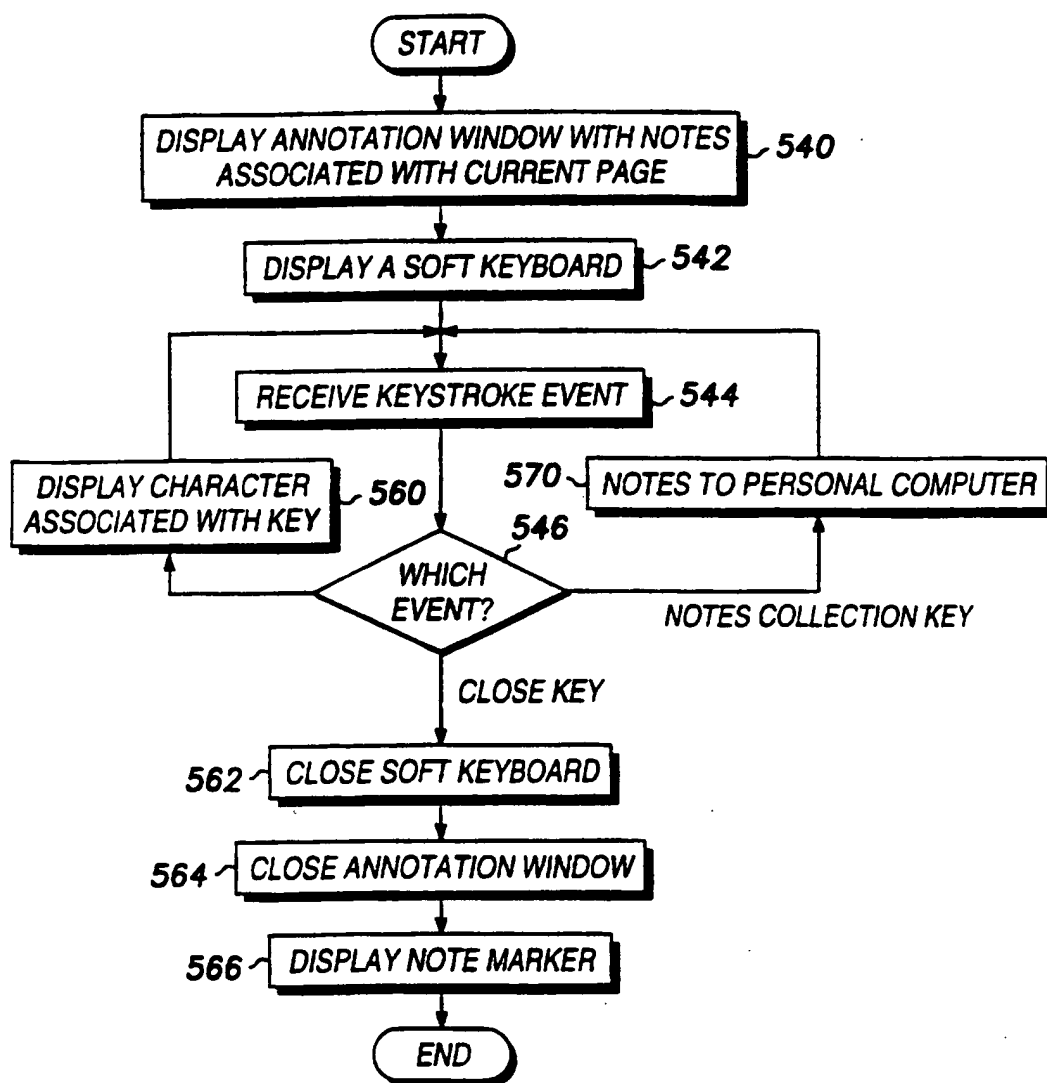 START
DISPLAY ANNOTATION WINDOW WITH NOTES
ASSOCIATED WITH CURRENT PAGE
540
DISPLAY A SOFT KEYBOARD
542
RECEIVE KEYSTROKE EVENT
544
DISPLAY CHARACTER
ASSOCIATED WITH KEY
560
570
NOTES TO PERSONAL COMPUTER
546
WHICH
EVENT?
NOTES COLLECTION KEY
CLOSE KEY
562
CLOSE SOFT KEYBOARD
564
CLOSE ANNOTATION WINDOW
566
DISPLAY NOTE MARKER
END